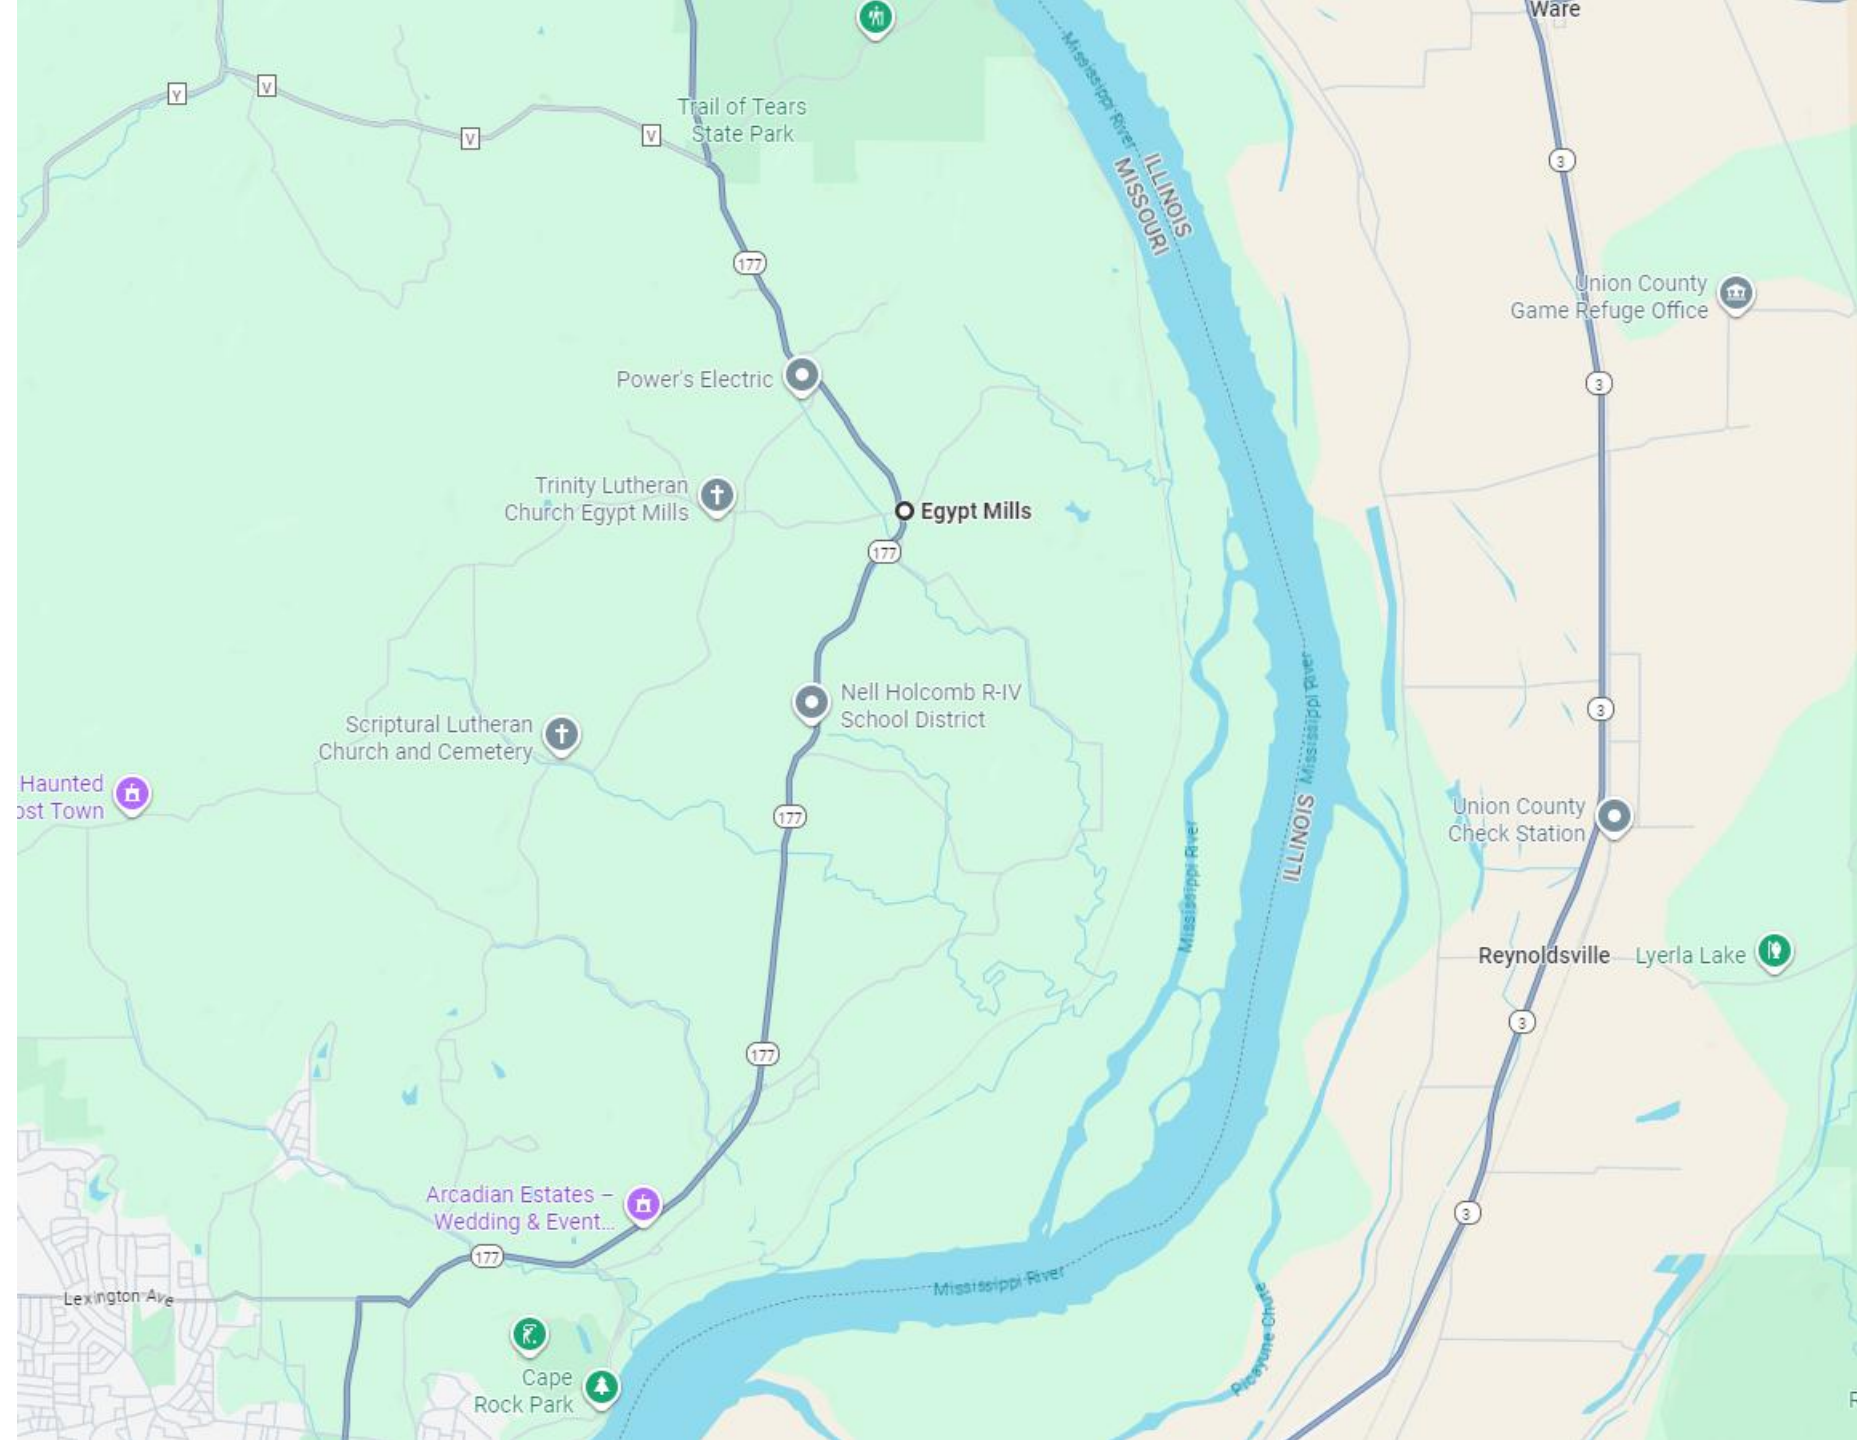 Ware
Y
V
V
V
Trail of Tears
State Park
Mississippi River
ILLINOIS
MISSOURI
3
177
Union County
Game Refuge Office
Power's Electric
3
Trinity Lutheran
Church Egypt Mills
Egypt Mills
177
Nell Holcomb R-IV
School District
Mississippi River
3
Scriptural Lutheran
Church and Cemetery
Haunted
ost Town
177
ILLINOIS
Union County
Check Station
Mississippi River
Reynoldsville
Lyerla Lake
3
177
Arcadian Estates –
Wedding & Event...
3
177
Mississippi River
Lexington Ave
Picayune Chute
Cape
Rock Park